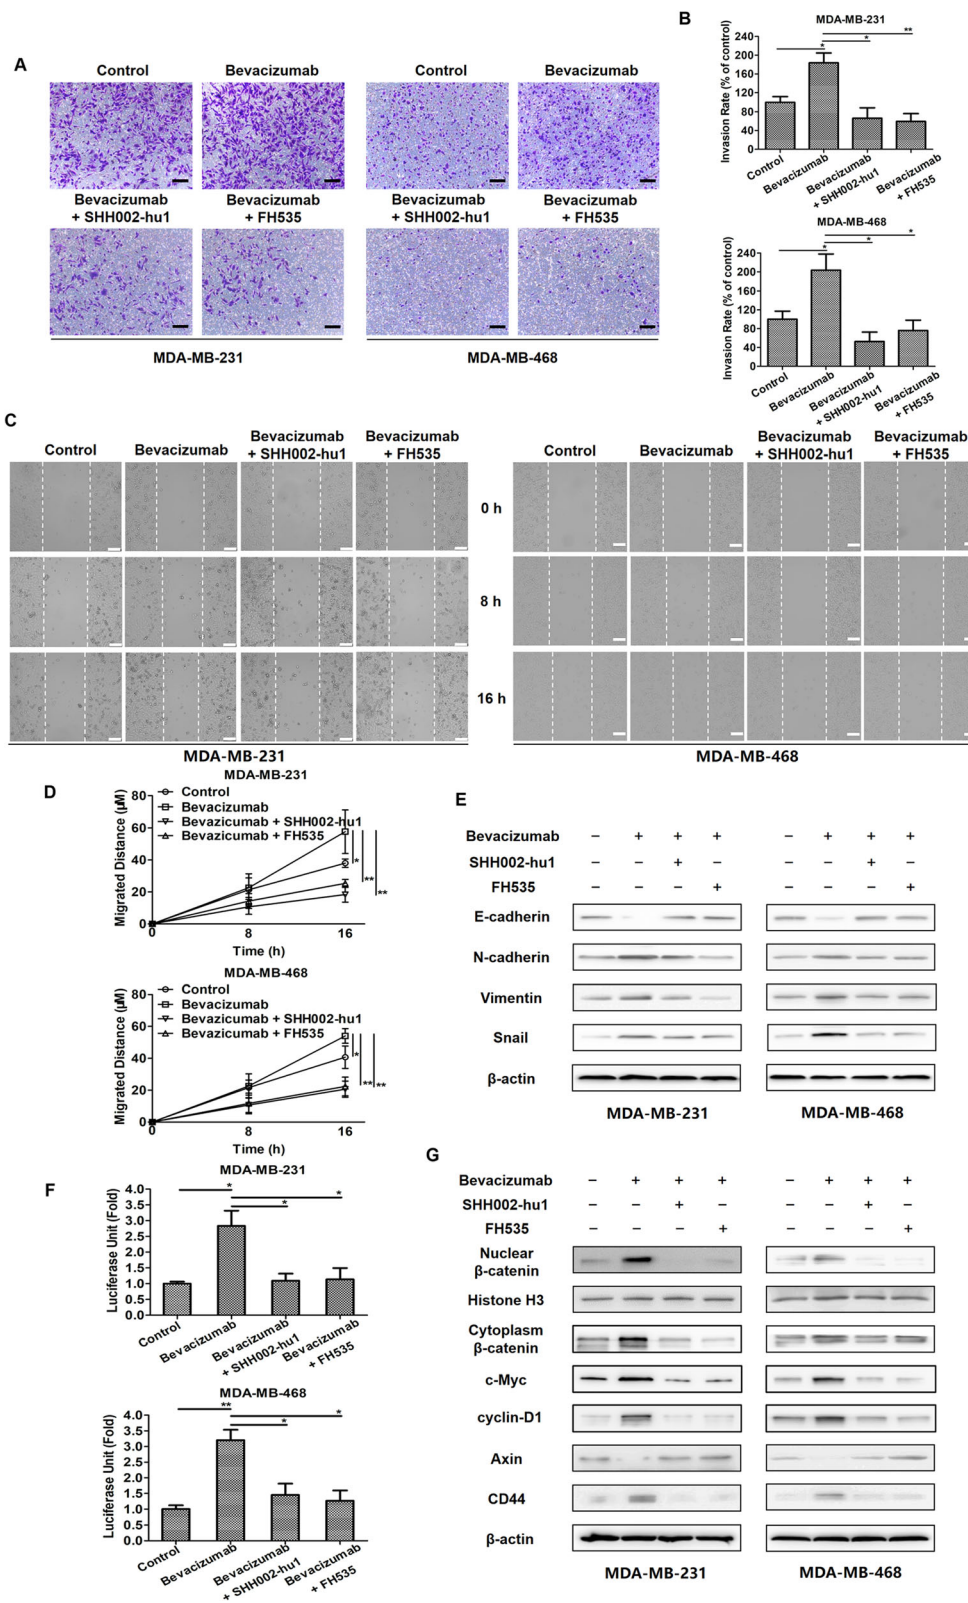 A
Control
Bevacizumab
Control
Bevacizumab
Bevacizumab
+ SHH002-hu1
Bevacizumab
+ FH535
Bevacizumab
+ SHH002-hu1
Bevacizumab
+ FH535
MDA-MB-231
MDA-MB-468
B
MDA-MB-231
Invasion Rate (% of control)
240
200
160
120
80
40
0
*
*
**
Control
Bevacizumab
Bevacizumab
+ SHH002-hu1
Bevacizumab
+ FH535
MDA-MB-468
Invasion Rate (% of control)
240
200
160
120
80
40
0
*
*
*
Control
Bevacizumab
Bevacizumab
+ SHH002-hu1
Bevacizumab
+ FH535
C
Control
Bevacizumab
Bevacizumab
+ SHH002-hu1
Bevacizumab
+ FH535
Control
Bevacizumab
Bevacizumab
+ SHH002-hu1
Bevacizumab
+ FH535
0 h
8 h
16 h
MDA-MB-231
MDA-MB-468
D
MDA-MB-231
Migrated Distance (μM)
80
60
40
20
0
Control
Bevacizumab
Bevazicumab + SHH002-hu1
Bevazicumab + FH535
*
**
**
0 8 16
Time (h)
MDA-MB-468
Migrated Distance (μM)
80
60
40
20
0
Control
Bevacizumab
Bevazicumab + SHH002-hu1
Bevazicumab + FH535
*
**
**
0 8 16
Time (h)
E
Bevacizumab – + + + – + + +
SHH002-hu1 – – + – – – + –
FH535 – – – + – – – +
E-cadherin
N-cadherin
Vimentin
Snail
β-actin
MDA-MB-231
MDA-MB-468
F
MDA-MB-231
Luciferase Unit (Fold)
4.0
3.5
3.0
2.5
2.0
1.5
1.0
0.5
0.0
*
*
*
Control
Bevacizumab
Bevacizumab
+ SHH002-hu1
Bevacizumab
+ FH535
MDA-MB-468
Luciferase Unit (Fold)
4.0
3.5
3.0
2.5
2.0
1.5
1.0
0.5
0.0
**
*
*
Control
Bevacizumab
Bevacizumab
+ SHH002-hu1
Bevacizumab
+ FH535
G
Bevacizumab – + + + – + + +
SHH002-hu1 – – + – – – + –
FH535 – – – + – – – +
Nuclear
β-catenin
Histone H3
Cytoplasm
β-catenin
c-Myc
cyclin-D1
Axin
CD44
β-actin
MDA-MB-231
MDA-MB-468